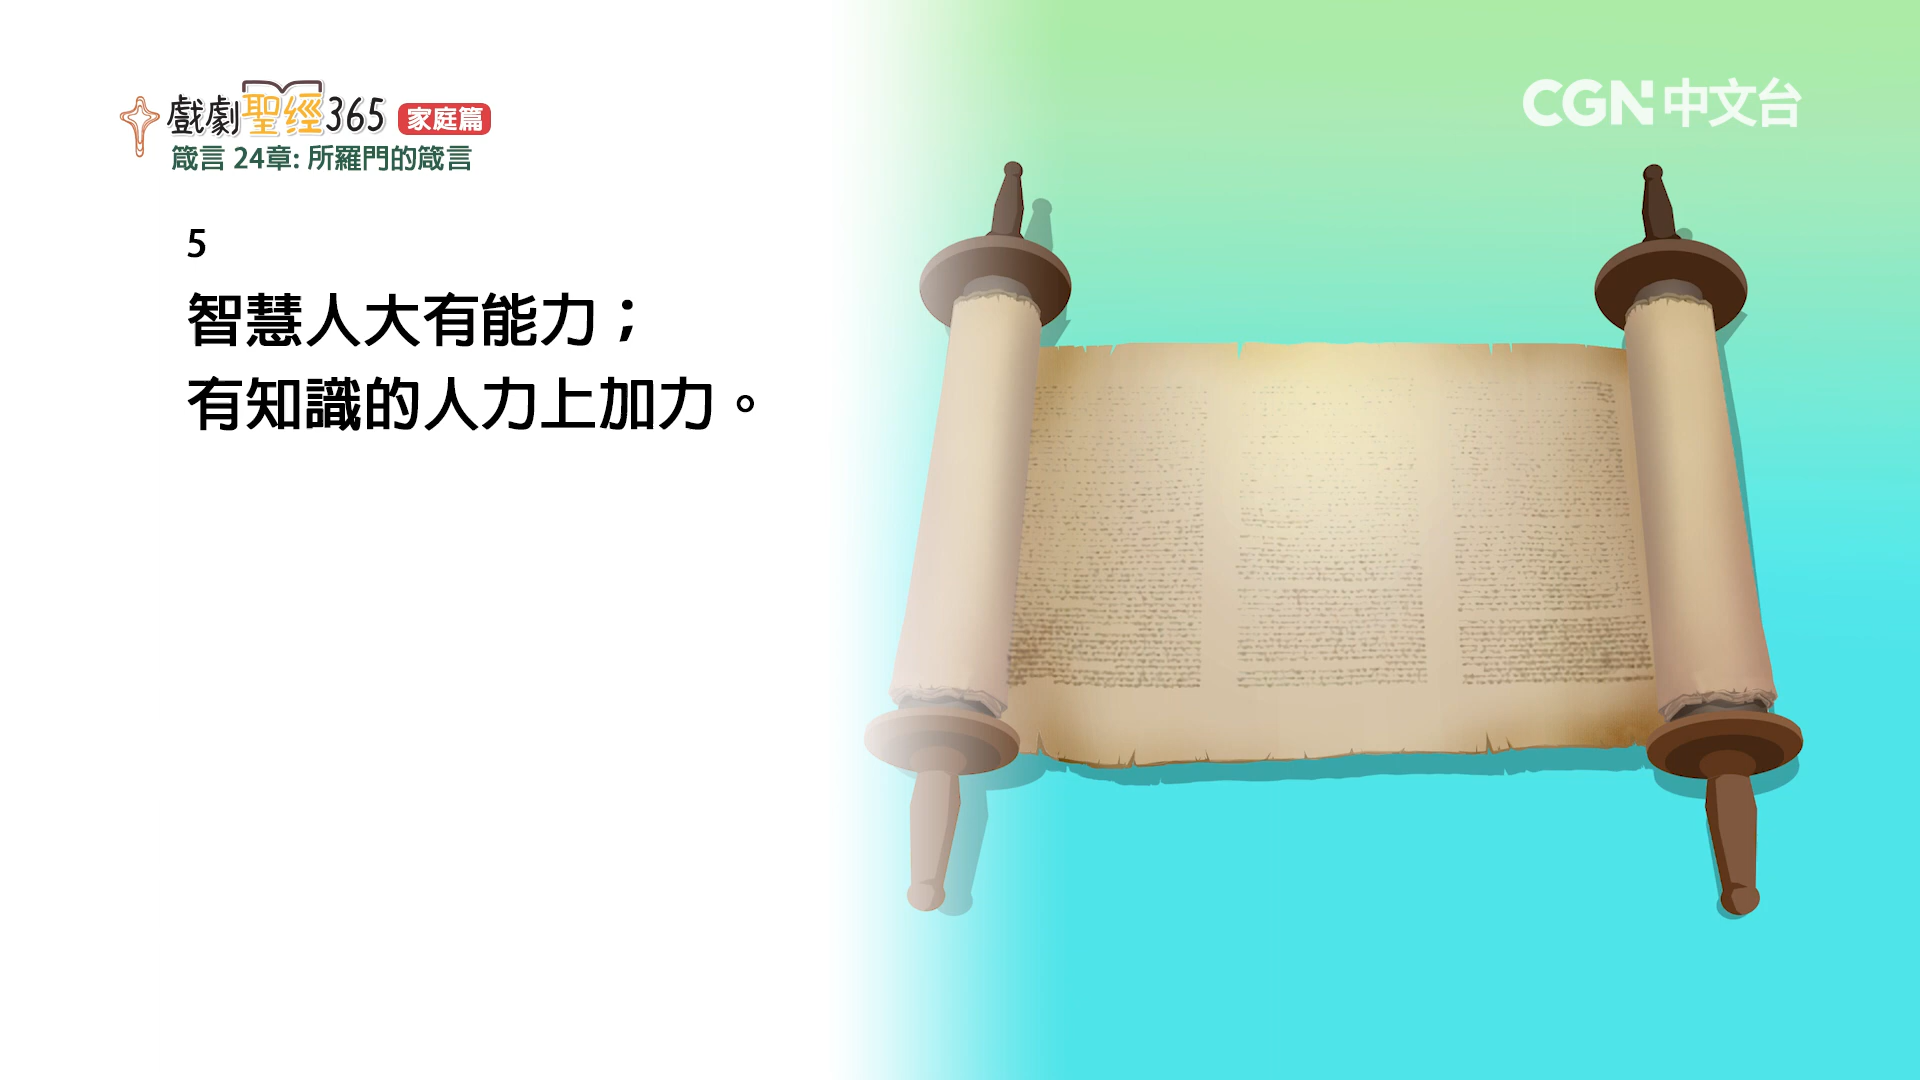 戲劇聖經365 家庭篇
箴言 24章: 所羅門的箴言
CGN中文台
5
智慧人大有能力；
有知識的人力上加力。